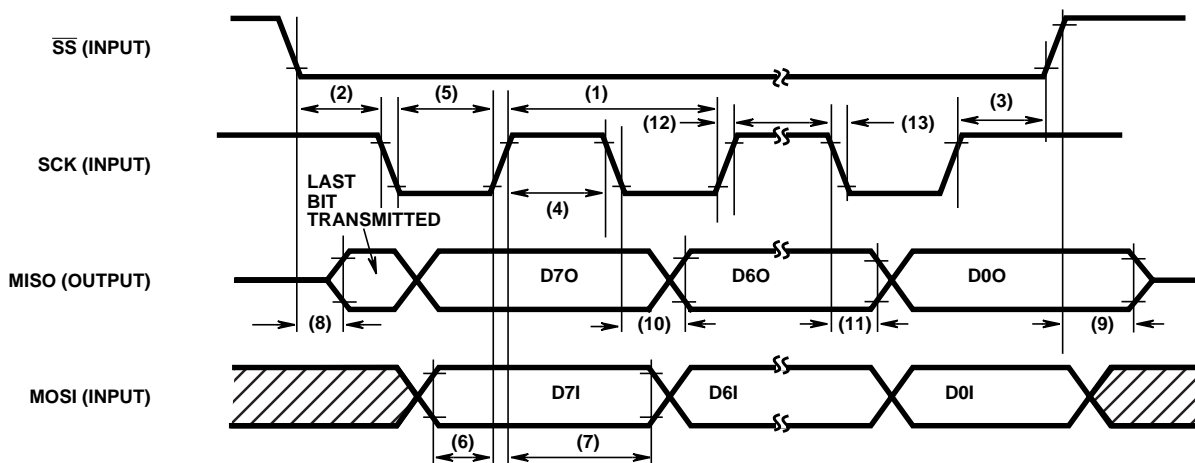 SS (INPUT)
(2)
(5)
(1)
(3)
(12)
(13)
SCK (INPUT)
LAST
BIT
TRANSMITTED
(4)
MISO (OUTPUT)
D7O
D6O
D0O
(8)
(10)
(11)
(9)
MOSI (INPUT)
D7I
D6I
D0I
(6)
(7)